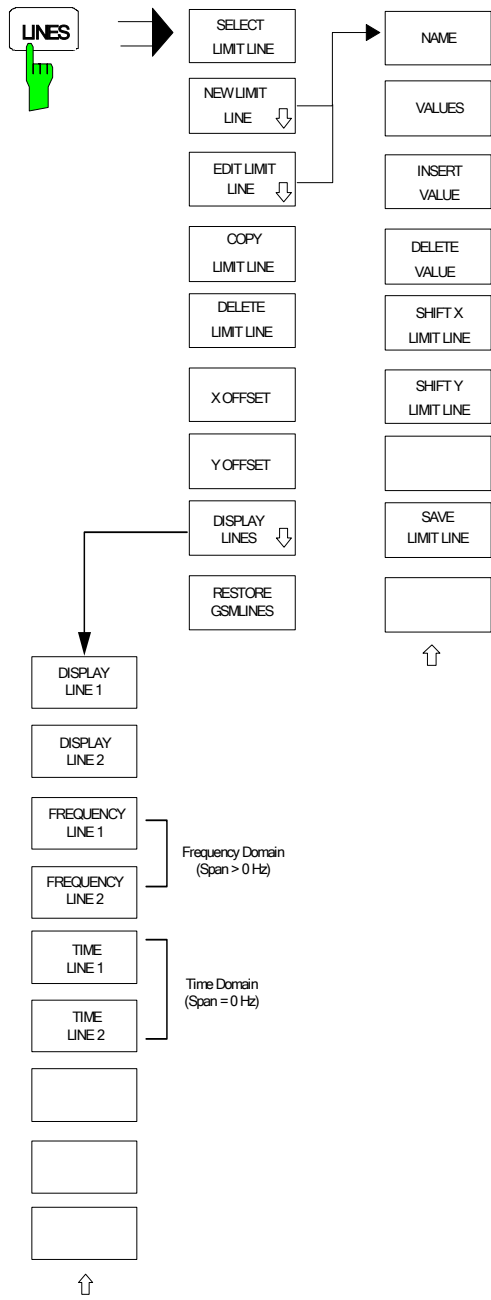 LINES
SELECT
LIMIT LINE
NEW LIMIT
LINE
EDIT LIMIT
LINE
COPY
LIMIT LINE
DELETE
LIMIT LINE
X OFFSET
Y OFFSET
DISPLAY
LINES
RESTORE
GSM LINES
NAME
VALUES
INSERT
VALUE
DELETE
VALUE
SHIFT X
LIMIT LINE
SHIFT Y
LIMIT LINE
SAVE
LIMIT LINE
DISPLAY
LINE 1
DISPLAY
LINE 2
FREQUENCY
LINE 1
FREQUENCY
LINE 2
Frequency Domain
(Span > 0 Hz)
TIME
LINE 1
TIME
LINE 2
Time Domain
(Span = 0 Hz)